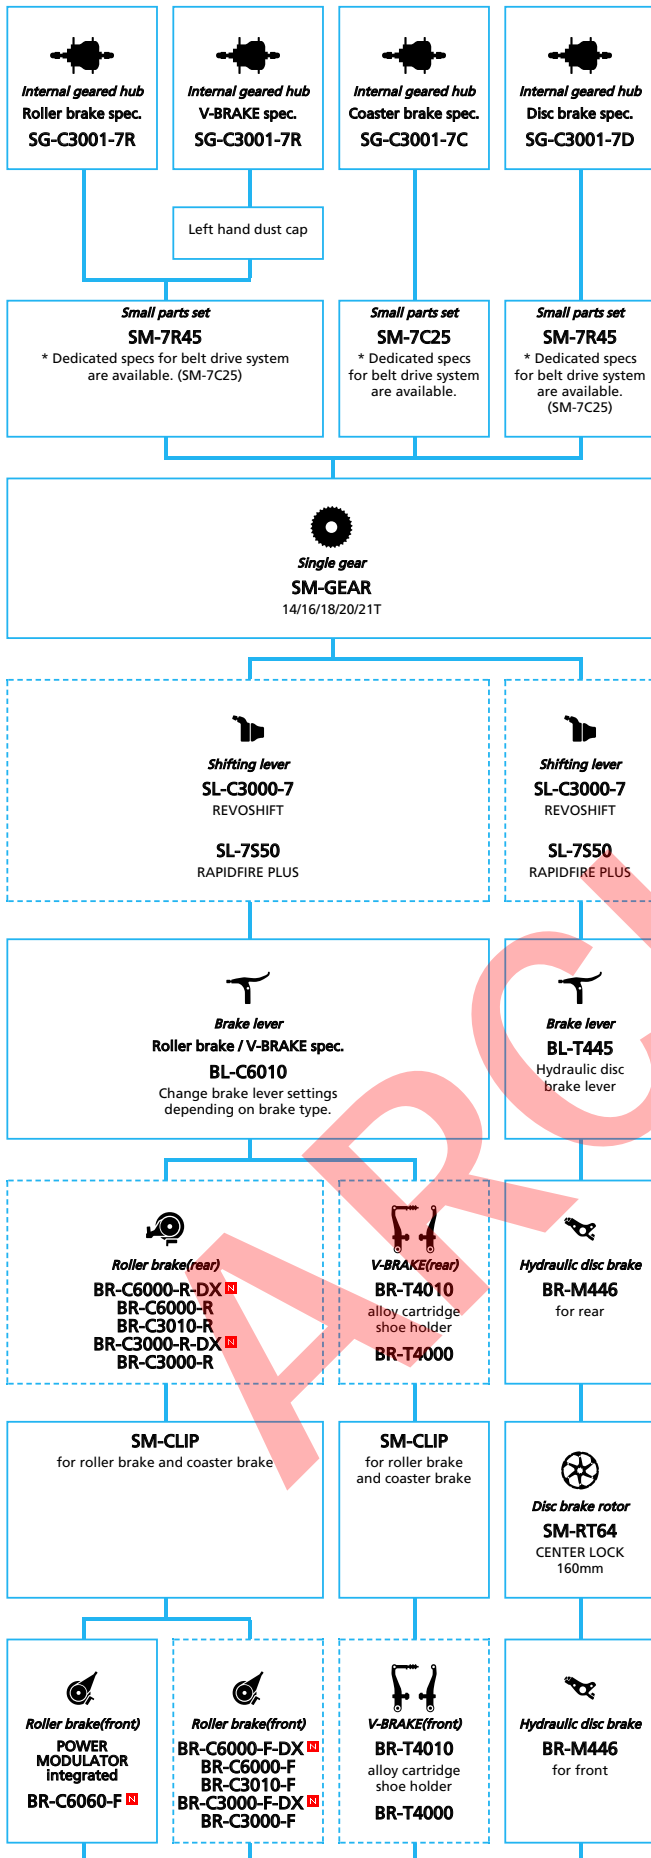 Internal geared hub
Roller brake spec.
SG-C3001-7R
Internal geared hub
V-BRAKE spec.
SG-C3001-7R
Internal geared hub
Coaster brake spec.
SG-C3001-7C
Internal geared hub
Disc brake spec.
SG-C3001-7D
Left hand dust cap
Small parts set
SM-7R45
* Dedicated specs for belt drive system
are available. (SM-7C25)
Small parts set
SM-7C25
* Dedicated specs
for belt drive system
are available.
Small parts set
SM-7R45
* Dedicated specs
for belt drive system
are available.
(SM-7C25)
Single gear
SM-GEAR
14/16/18/20/21T
Shifting lever
SL-C3000-7
REVOSHIFT
SL-7S50
RAPIDFIRE PLUS
Shifting lever
SL-C3000-7
REVOSHIFT
SL-7S50
RAPIDFIRE PLUS
Brake lever
Roller brake / V-BRAKE spec.
BL-C6010
Change brake lever settings
depending on brake type.
Brake lever
BL-T445
Hydraulic disc
brake lever
Roller brake(rear)
BR-C6000-R-DX N
BR-C6000-R
BR-C3010-R
BR-C3000-R-DX N
BR-C3000-R
V-BRAKE(rear)
BR-T4010
alloy cartridge
shoe holder
BR-T4000
Hydraulic disc brake
BR-M446
for rear
SM-CLIP
for roller brake and coaster brake
SM-CLIP
for roller brake
and coaster brake
Disc brake rotor
SM-RT64
CENTER LOCK
160mm
Roller brake(front)
POWER
MODULATOR
integrated
BR-C6060-F N
Roller brake(front)
BR-C6000-F-DX N
BR-C6000-F
BR-C3010-F
BR-C3000-F-DX N
BR-C3000-F
V-BRAKE(front)
BR-T4010
alloy cartridge
shoe holder
BR-T4000
Hydraulic disc brake
BR-M446
for front